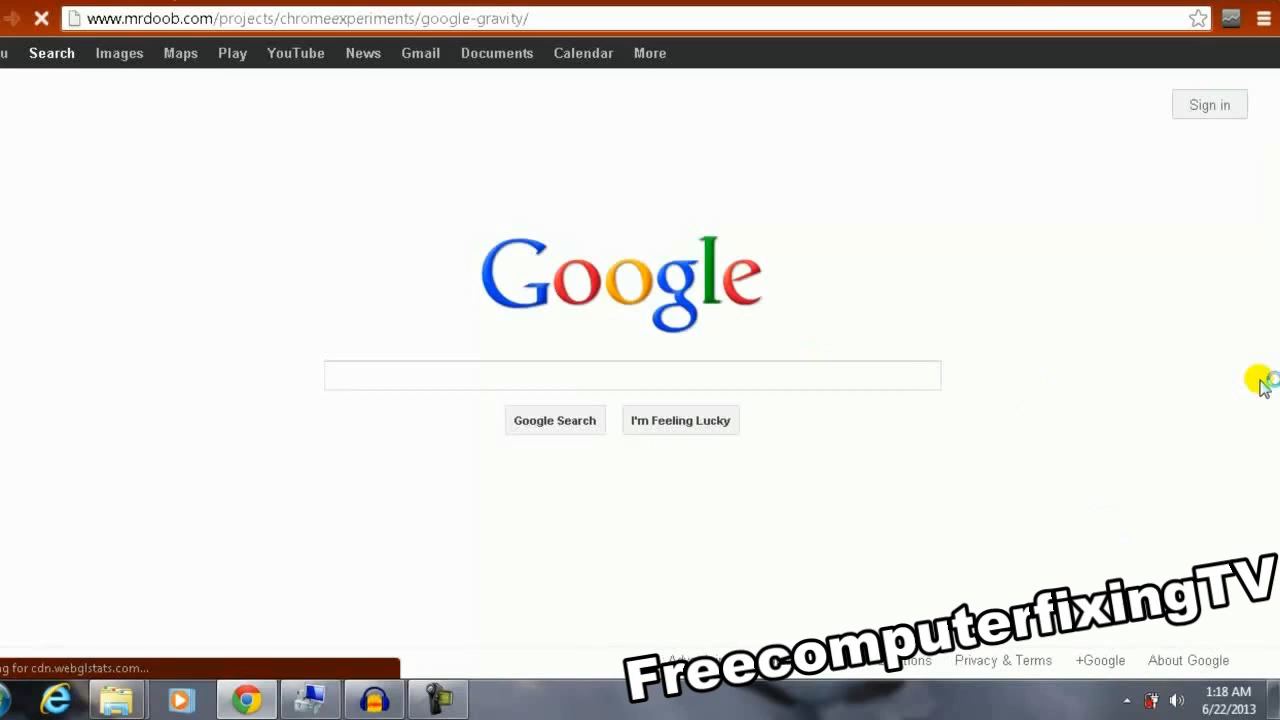 www.mrdoob.com/projects/chromeexperiments/google-gravity/
u Search Images Maps Play YouTube News Gmail Documents Calendar More
Sign in
Google
Google Search I'm Feeling Lucky
FreecomputerfixingTV
Privacy & Terms +Google About Google
ng for cdn.webglstats.com...
1:18 AM
6/22/2013